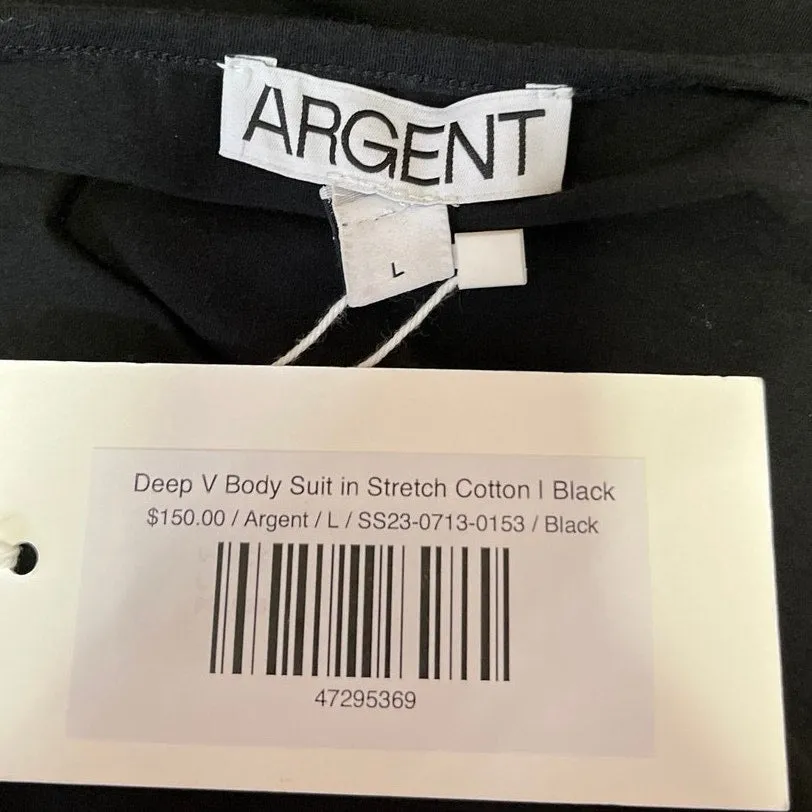 ARGENT
L
Deep V Body Suit in Stretch Cotton | Black
$150.00 / Argent / L / SS23-0713-0153 / Black
47295369